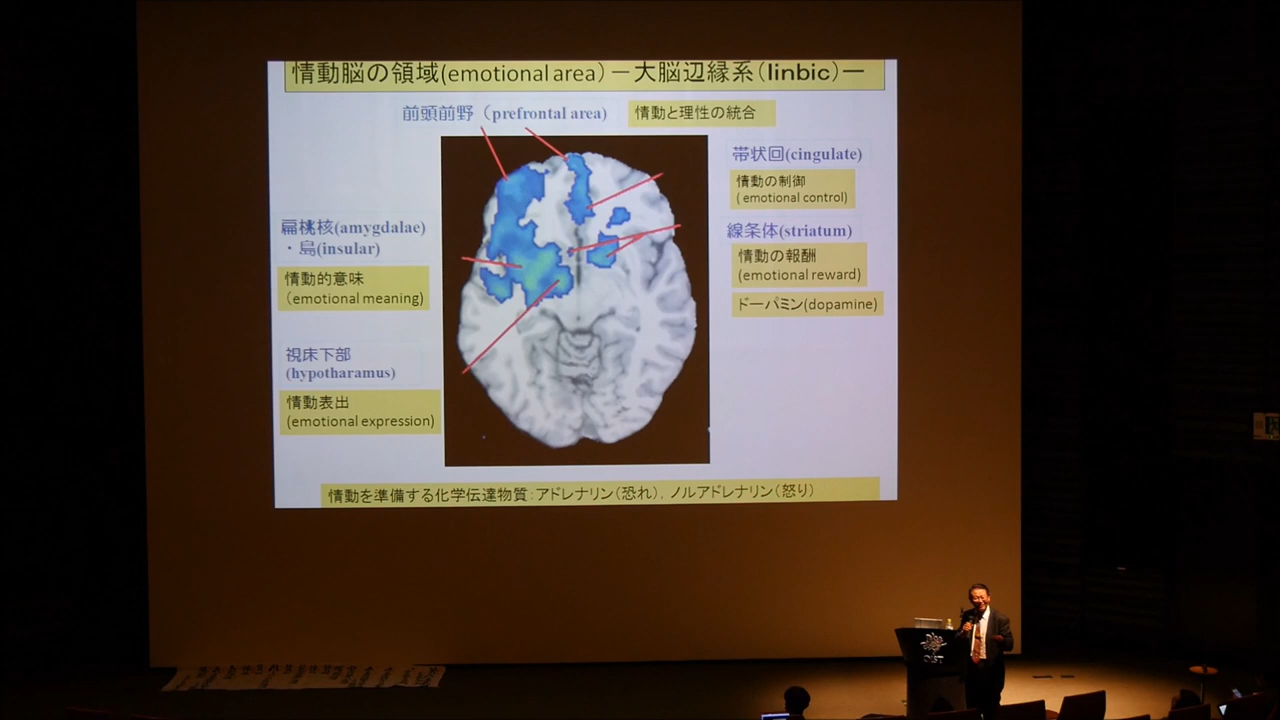 情動脳の領域(emotional area)－大脳辺縁系(linbic)－
前頭前野（prefrontal area)
情動と理性の統合
帯状回(cingulate)
情動の制御
( emotional control)
扁桃核(amygdalae)
・島(insular)
線条体(striatum)
情動の報酬
(emotional reward)
情動的意味
（emotional meaning)
ドーパミン(dopamine)
視床下部
(hypotharamus)
情動表出
(emotional expression)
情動を準備する化学伝達物質：アドレナリン（恐れ），ノルアドレナリン（怒り）
OIST